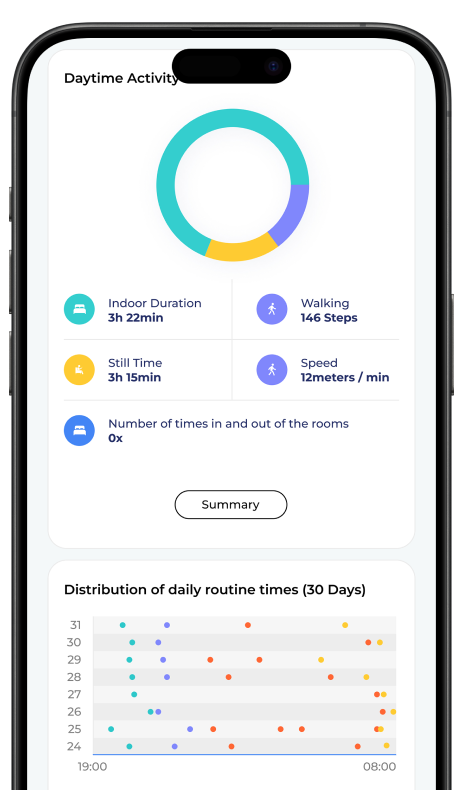 Daytime Activity
Indoor Duration
3h 22min
Walking
146 Steps
Still Time
3h 15min
Speed
12meters / min
Number of times in and out of the rooms
0x
Summary
Distribution of daily routine times (30 Days)
31
30
29
28
27
26
25
24
19:00 08:00